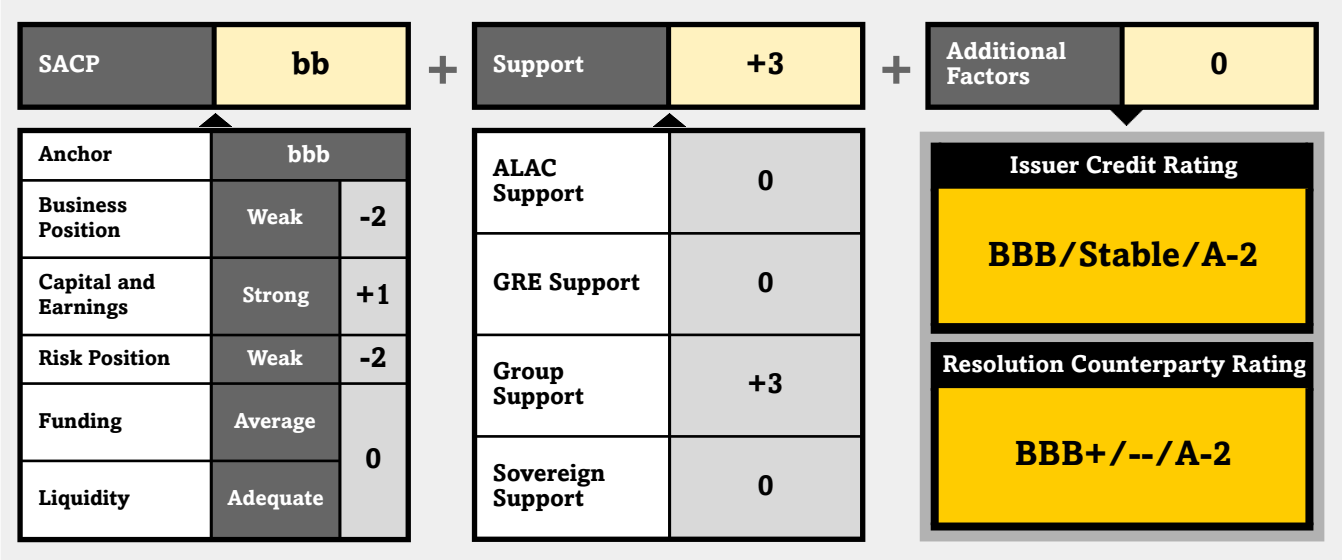 SACP
bb
+
Support
+3
+
Additional
Factors
0
Anchor
bbb
Business
Position
Weak
-2
Capital and
Earnings
Strong
+1
Risk Position
Weak
-2
Funding
Average
0
Liquidity
Adequate
ALAC
Support
0
GRE Support
0
Group
Support
+3
Sovereign
Support
0
Issuer Credit Rating
BBB/Stable/A-2
Resolution Counterparty Rating
BBB+/--/A-2